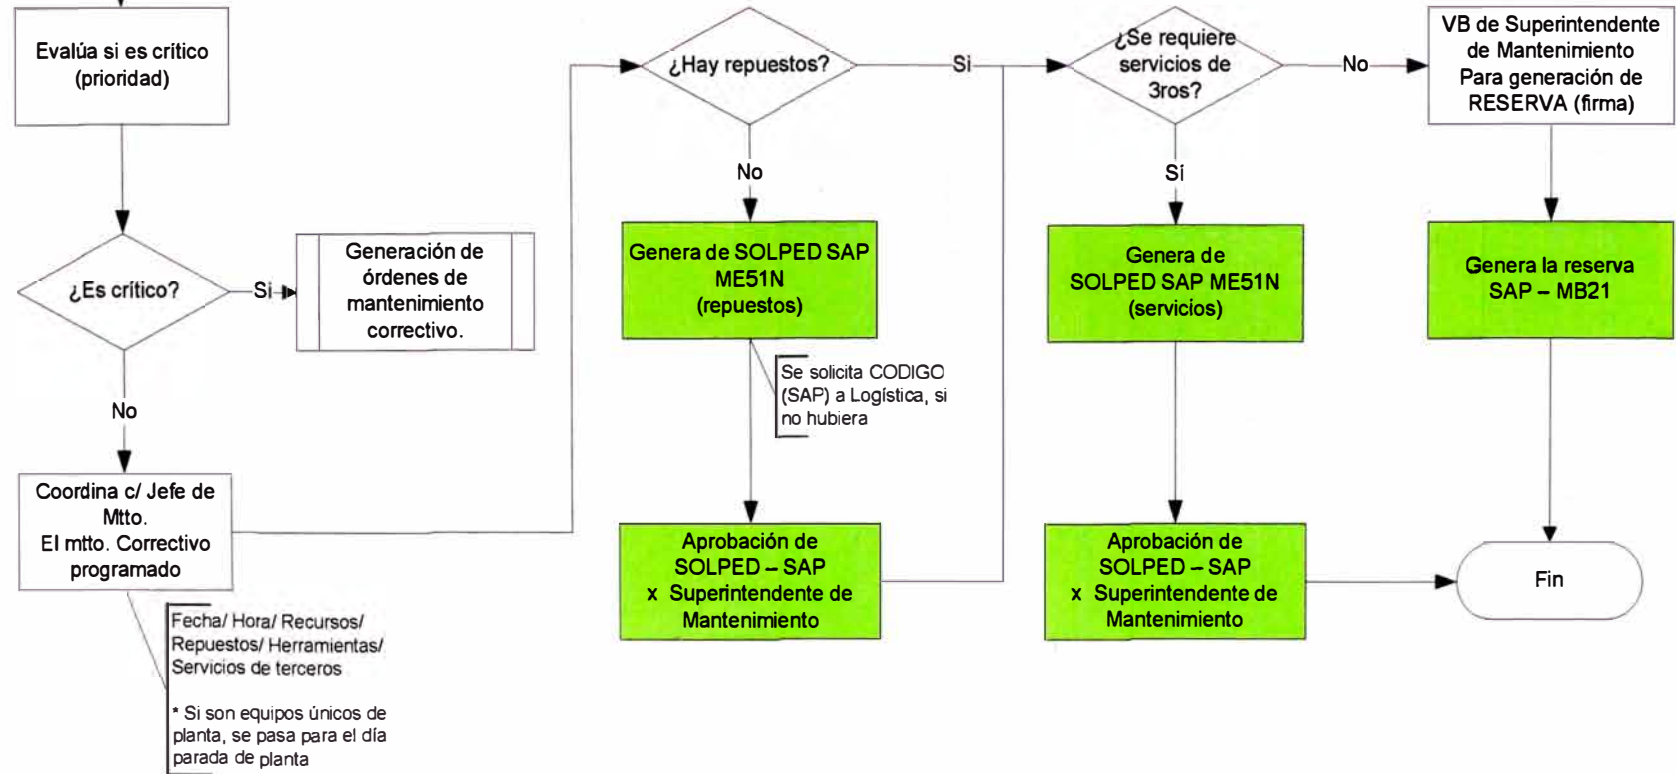 Evalúa si es crítico
(prioridad)
¿Es crítico?
Si
Generación de
órdenes de
mantenimiento
correctivo.
No
Coordina c/ Jefe de
Mtto.
El mtto. Correctivo
programado
Fecha/ Hora/ Recursos/
Repuestos/ Herramientas/
Servicios de terceros
* Si son equipos únicos de
planta, se pasa para el día
parada de planta
¿Hay repuestos?
Si
No
Genera de SOLPED SAP
ME51N
(repuestos)
Se solicita CODIGO
(SAP) a Logística, si
no hubiera
Aprobación de
SOLPED – SAP
x Superintendente de
Mantenimiento
¿Se requiere
servicios de
3ros?
No
Sí
Genera de
SOLPED SAP ME51N
(servicios)
Aprobación de
SOLPED – SAP
x Superintendente de
Mantenimiento
VB de Superintendente
de Mantenimiento
Para generación de
RESERVA (firma)
Genera la reserva
SAP – MB21
Fin